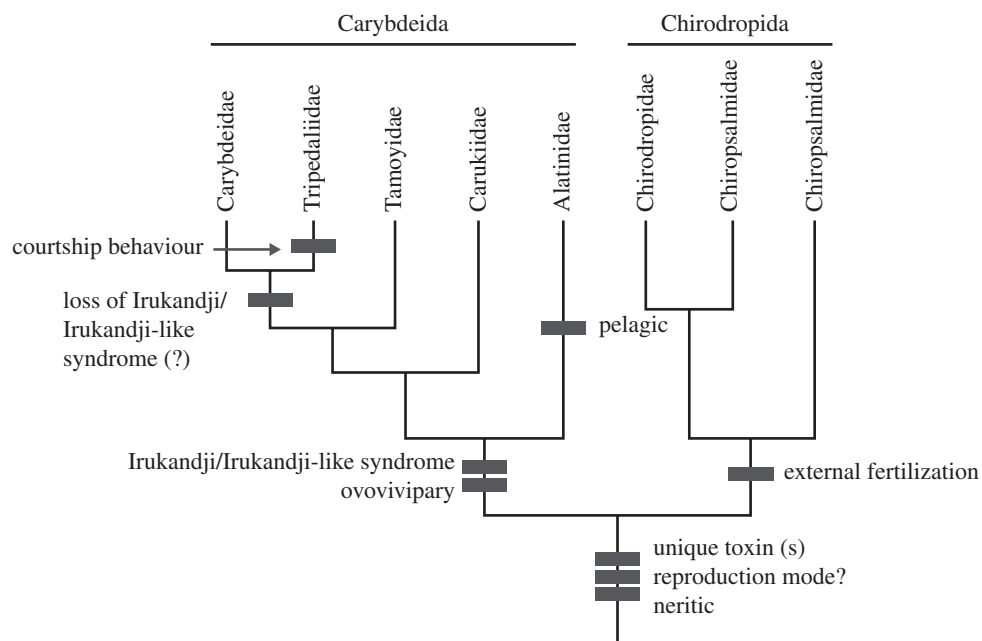 Carybdeida
Chirodropida
Carybdeidae
Tripedaliidae
Tamoyidae
Carukiidae
Alatinidae
Chirodropidae
Chiropsalmidae
Chiropsalmidae
courtship behaviour
loss of Irukandji/
Irukandji-like
syndrome (?)
pelagic
Irukandji/Irukandji-like syndrome
ovovivipary
external fertilization
unique toxin (s)
reproduction mode?
neritic